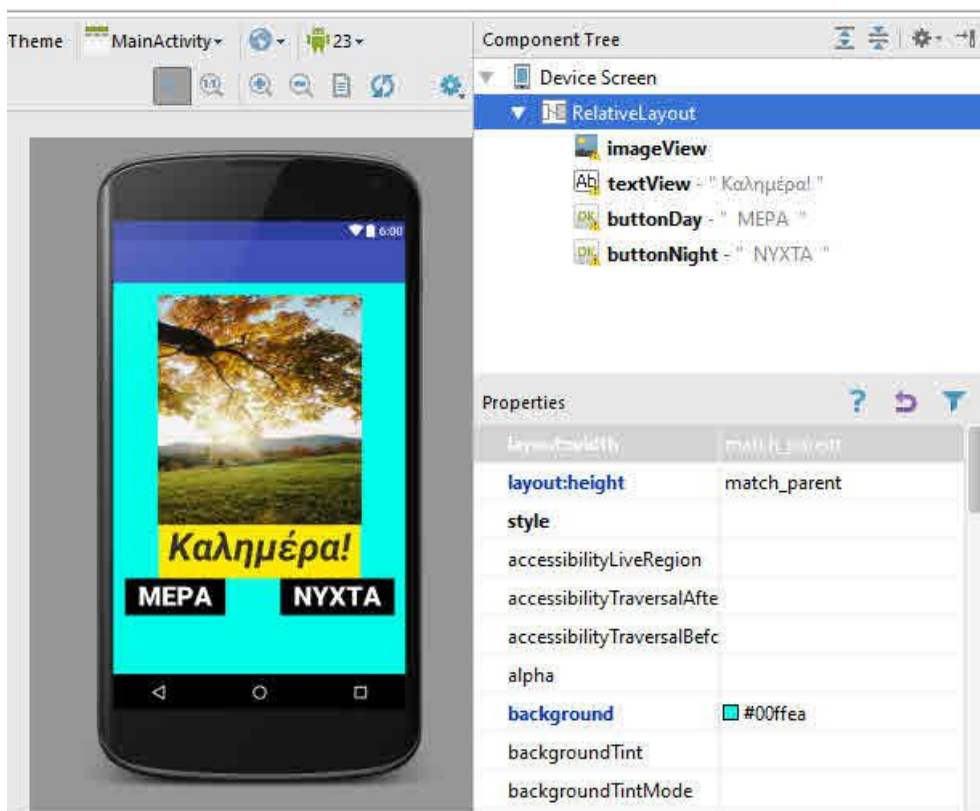 Theme MainActivity 23
Component Tree
Device Screen
RelativeLayout
imageView
textView - " Καλημέρα! "
buttonDay - " ΜΕΡΑ "
buttonNight - " ΝΥΧΤΑ "
6:00
Καλημέρα!
ΜΕΡΑ ΝΥΧΤΑ
Properties
layout:width match_parent
layout:height match_parent
style
accessibilityLiveRegion
accessibilityTraversalAfte
accessibilityTraversalBefc
alpha
background #00ffea
backgroundTint
backgroundTintMode